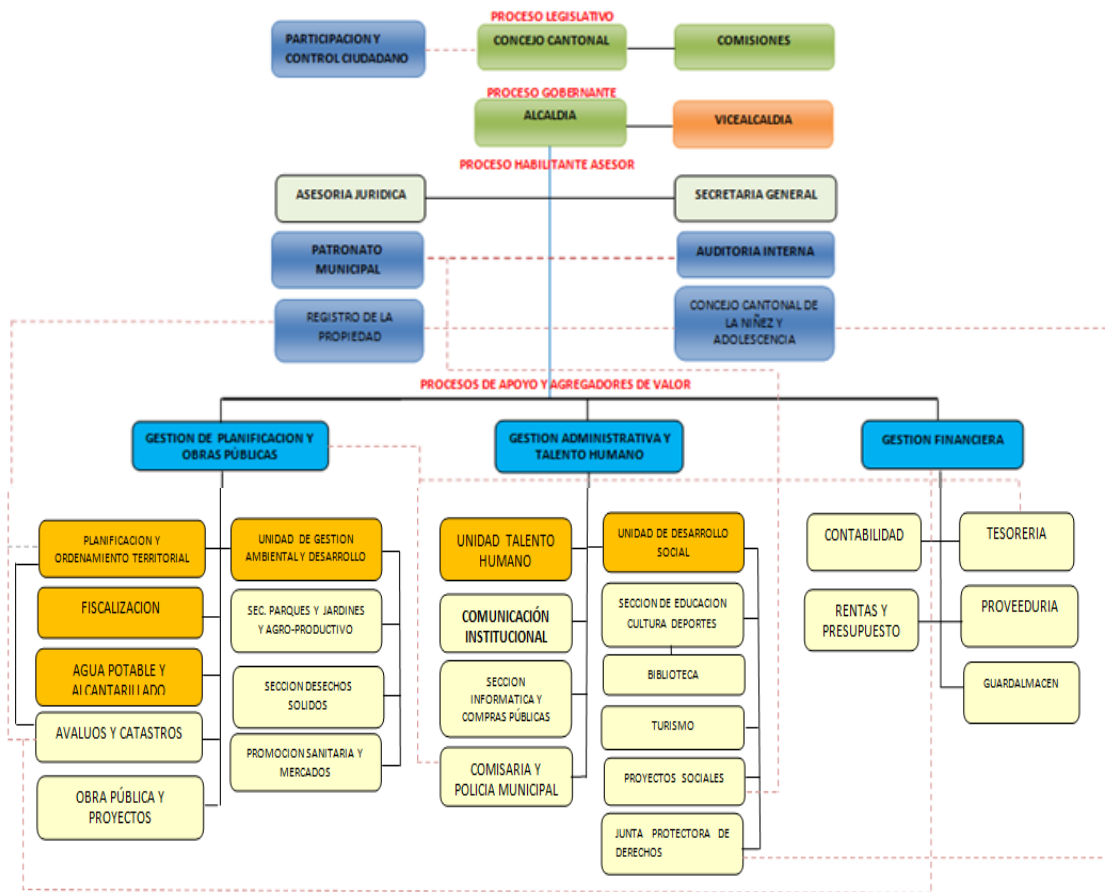 PROCESO LEGISLATIVO
PARTICIPACION Y
CONTROL CIUDADANO
CONCEJO CANTONAL
COMISIONES
PROCESO GOBERNANTE
ALCALDIA
VICEALCALDIA
PROCESO HABILITANTE ASESOR
ASESORIA JURIDICA
SECRETARIA GENERAL
PATRONATO
MUNICIPAL
AUDITORIA INTERNA
REGISTRO DE LA
PROPIEDAD
CONCEJO CANTONAL DE
LA NIÑEZ Y
ADOLESCENCIA
PROCESOS DE APOYO Y AGREGADORES DE VALOR
GESTION DE PLANIFICACION Y
OBRAS PÚBLICAS
GESTION ADMINISTRATIVA Y
TALENTO HUMANO
GESTION FINANCIERA
PLANIFICACION Y
ORDENAMIENTO TERRITORIAL
FISCALIZACION
AGUA POTABLE Y
ALCANTARILLADO
AVALUOS Y CATASTROS
OBRA PÚBLICA Y
PROYECTOS
UNIDAD DE GESTION
AMBIENTAL Y DESARROLLO
SEC. PARQUES Y JARDINES
Y AGRO-PRODUCTIVO
SECCION DESECHOS
SOLIDOS
PROMOCION SANITARIA Y
MERCADOS
UNIDAD TALENTO
HUMANO
COMUNICACIÓN
INSTITUCIONAL
SECCION
INFORMATICA Y
COMPRAS PÚBLICAS
COMISARIA Y
POLICIA MUNICIPAL
UNIDAD DE DESARROLLO
SOCIAL
SECCION DE EDUCACION
CULTURA DEPORTES
BIBLIOTECA
TURISMO
PROYECTOS SOCIALES
JUNTA PROTECTORA DE
DERECHOS
CONTABILIDAD
RENTAS Y
PRESUPUESTO
TESORERIA
PROVEEDURIA
GUARDALMACEN